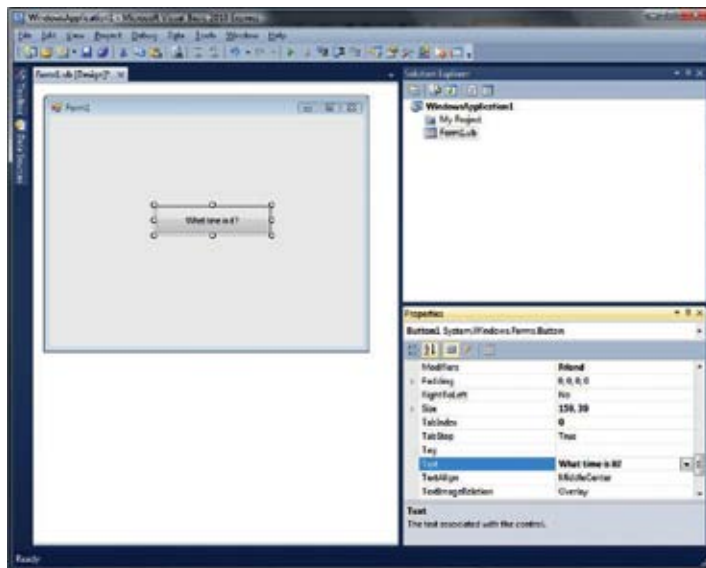 WindowsApplication1 - Microsoft Visual Basic 2010 Express
File Edit View Project Debug Data Tools Window Help
Toolbox
Data Sources
Form1.vb [Design]*
Form1
What time is it?
Solution Explorer
WindowsApplication1
My Project
Form1.vb
Properties
Button1 System.Windows.Forms.Button
Modifiers Friend
Padding 0, 0, 0, 0
RightToLeft No
Size 150, 39
TabIndex 0
TabStop True
Tag
Text What time is it?
TextAlign MiddleCenter
TextImageRelation Overlay
Text
The text associated with the control.
Ready